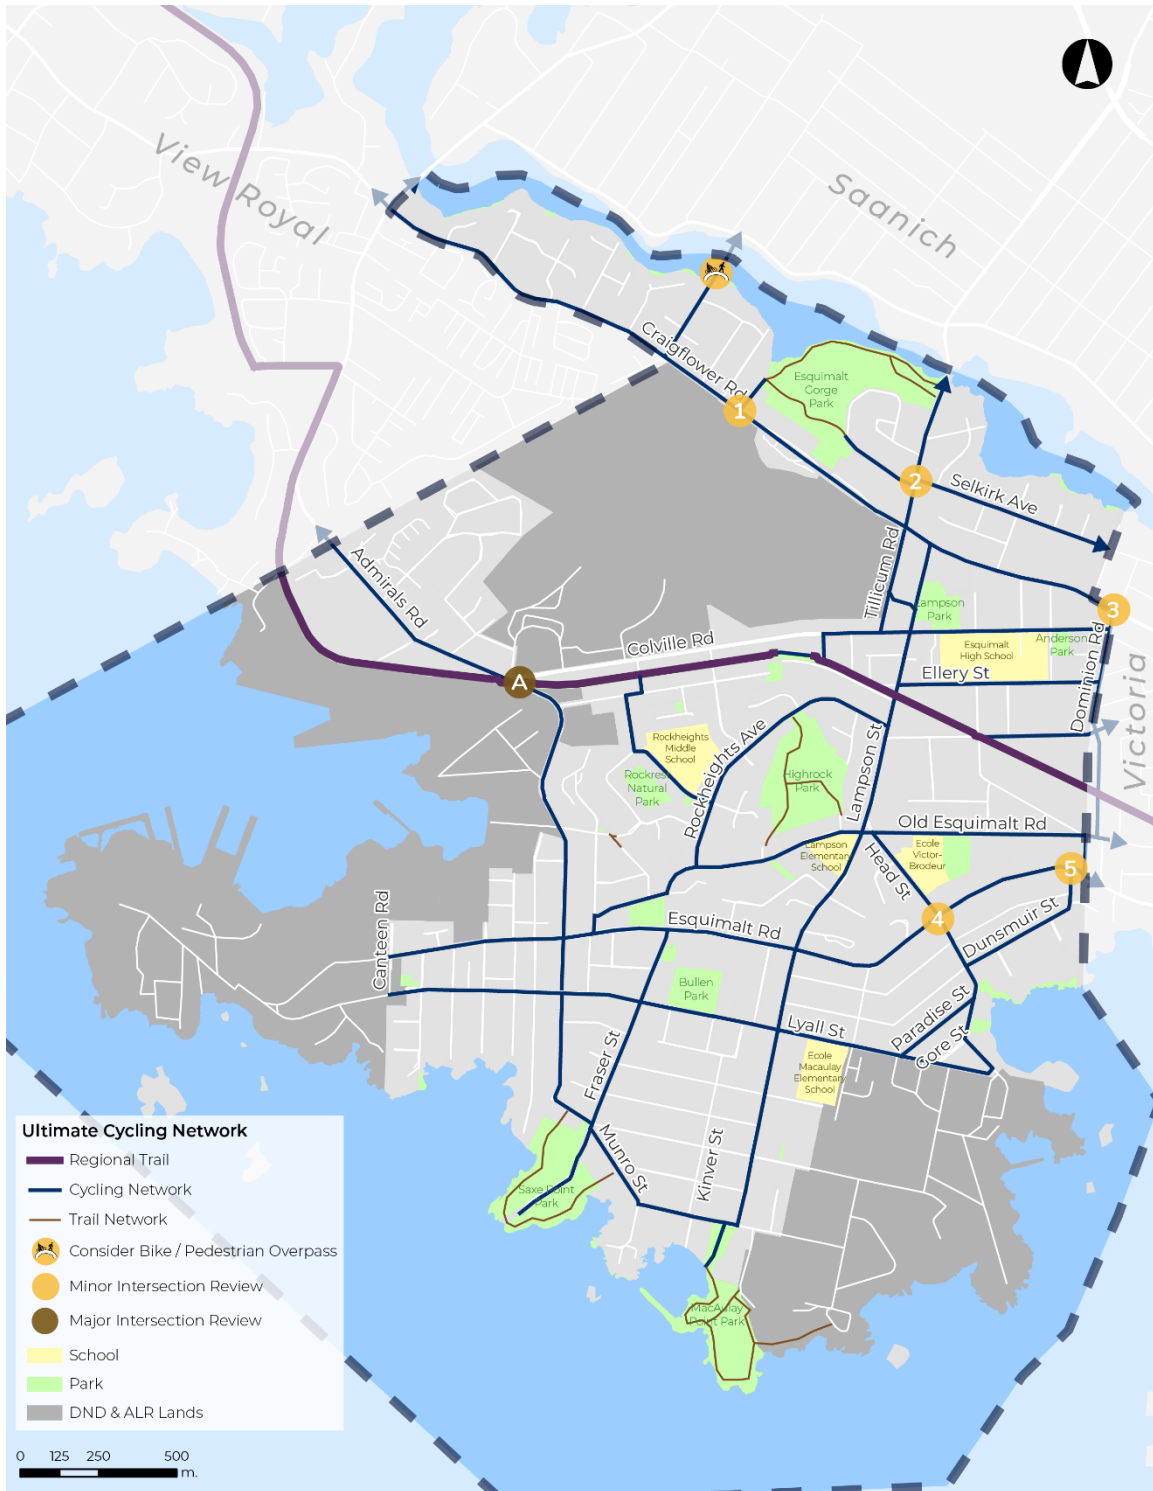 View Royal
Saanich
Craigflower Rd
1
Esquimalt
Gorge
Park
2
Selkirk Ave
Admirals Rd
Tillicum Rd
Lampson
Park
3
Colville Rd
Esquimalt
High School
Anderson
Park
Ellery St
Dominion Rd
A
Victoria
Rockheights
Middle
School
Rockheights Ave
Rockrest
Natural
Park
Highrock
Park
Lampson St
Old Esquimalt Rd
Lampson
Elementary
School
Head St
Ecole
Victor-
Brodeur
5
4
Canteen Rd
Esquimalt Rd
Dunsmuir St
Bullen
Park
Paradise St
Gore St
Lyall St
Fraser St
Ecole
Macaulay
Elementary
School
Munro St
Kinver St
Saxe Point
Park
MacAulay
Point Park
Ultimate Cycling Network
Regional Trail
Cycling Network
Trail Network
Consider Bike / Pedestrian Overpass
Minor Intersection Review
Major Intersection Review
School
Park
DND & ALR Lands
0 125 250 500
m.